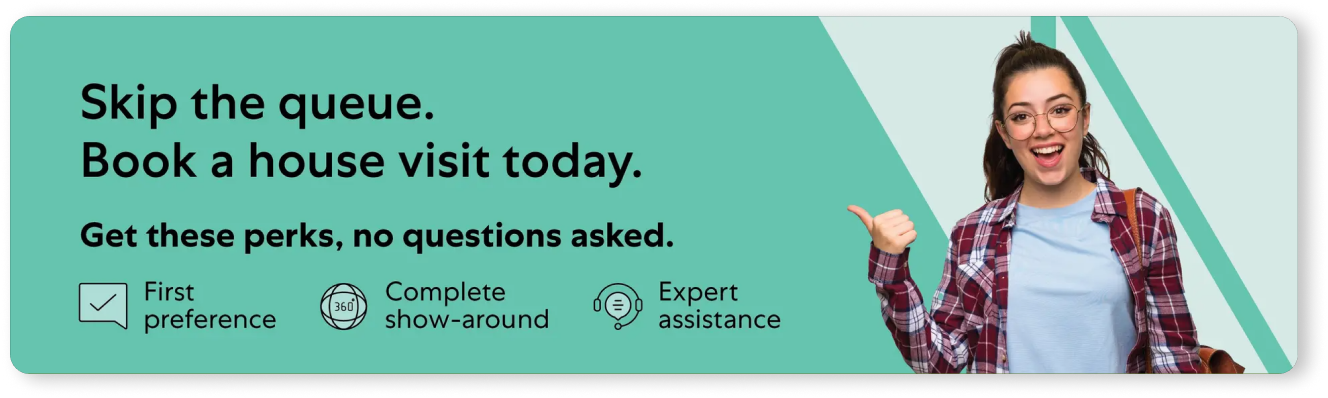 Skip the queue.
Book a house visit today.
Get these perks, no questions asked.
First
preference
360°
Complete
show-around
Expert
assistance